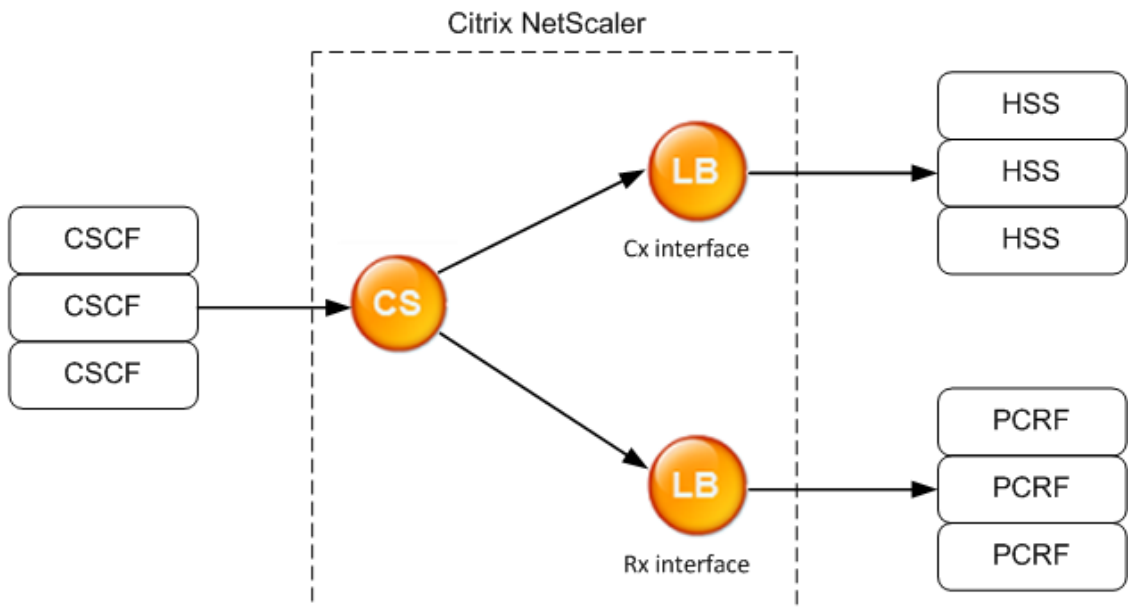 Citrix NetScaler
CSCF
CSCF
CSCF
CS
LB
Cx interface
LB
Rx interface
HSS
HSS
HSS
PCRF
PCRF
PCRF